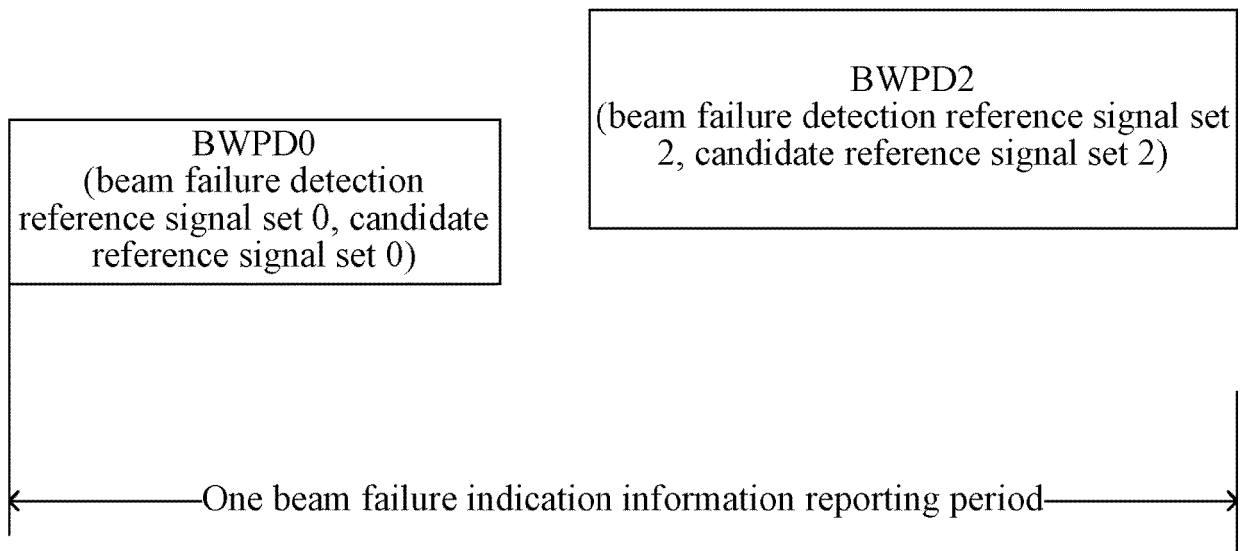 BWPD0
(beam failure detection
reference signal set 0, candidate
reference signal set 0)
BWPD2
(beam failure detection reference signal set
2, candidate reference signal set 2)
One beam failure indication information reporting period